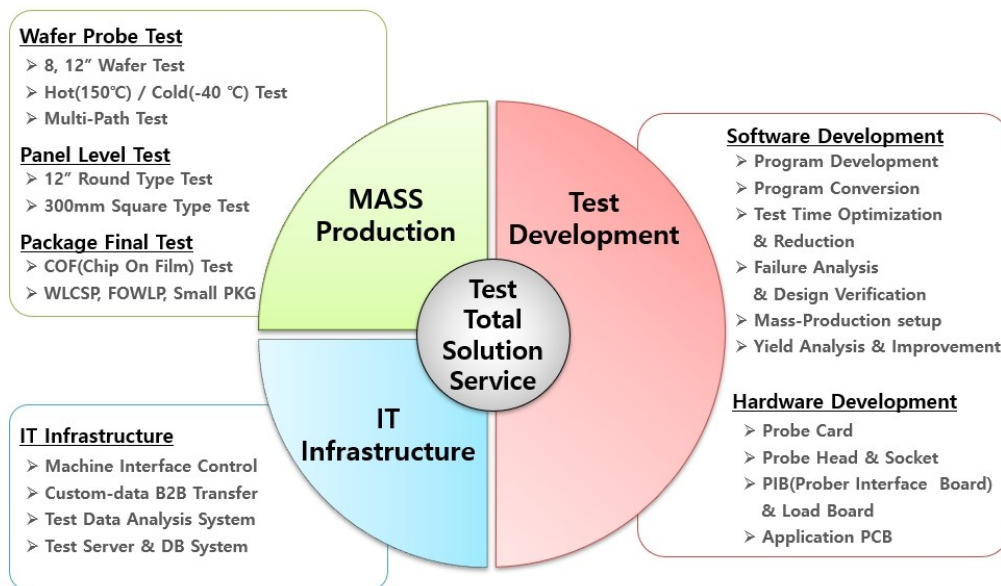 Wafer Probe Test
➢ 8, 12” Wafer Test
➢ Hot(150℃) / Cold(-40 ℃) Test
➢ Multi-Path Test
Panel Level Test
➢ 12” Round Type Test
➢ 300mm Square Type Test
Package Final Test
➢ COF(Chip On Film) Test
➢ WLCSP, FOWLP, Small PKG
MASS
Production
Test
Development
Test
Total
Solution
Service
IT
Infrastructure
Software Development
➢ Program Development
➢ Program Conversion
➢ Test Time Optimization
& Reduction
➢ Failure Analysis
& Design Verification
➢ Mass-Production setup
➢ Yield Analysis & Improvement
Hardware Development
➢ Probe Card
➢ Probe Head & Socket
➢ PIB(Prober Interface Board)
& Load Board
➢ Application PCB
IT Infrastructure
➢ Machine Interface Control
➢ Custom-data B2B Transfer
➢ Test Data Analysis System
➢ Test Server & DB System